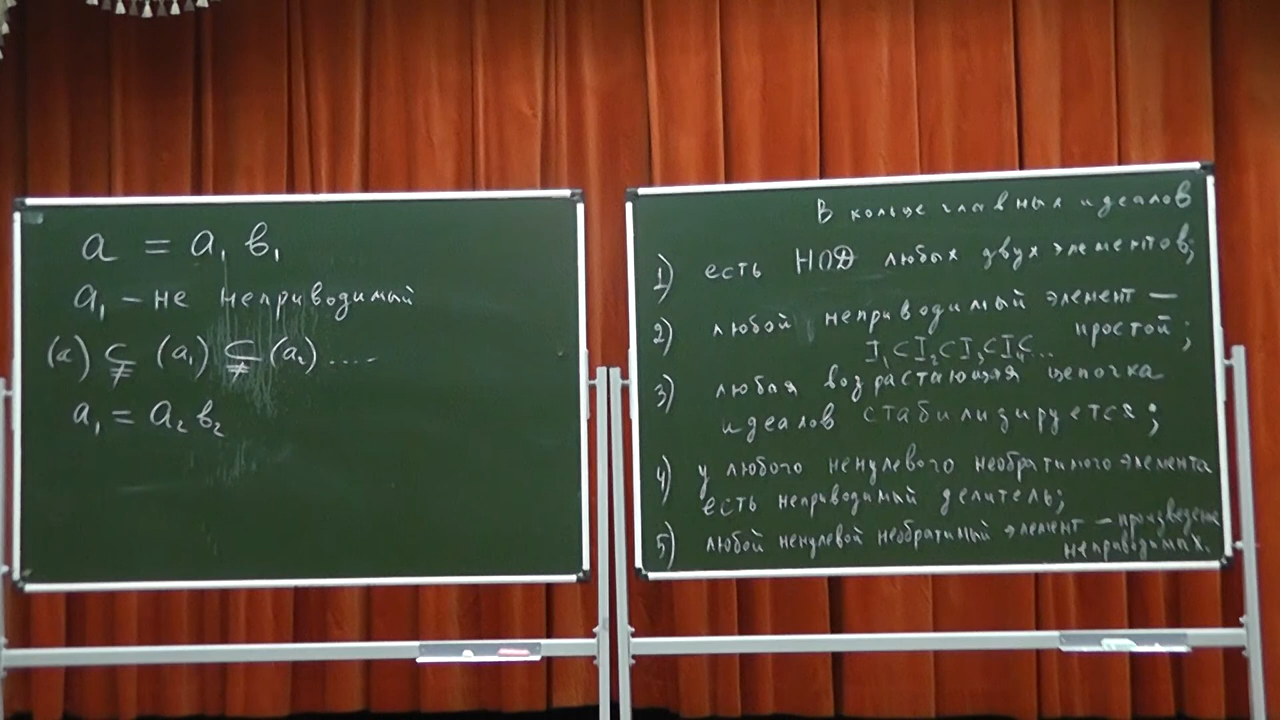 a = a₁ b₁
a₁ – не неприводимый
(a) ⊊ (a₁) ⊊ (a₂) .....
a₁ = a₂ b₂
В кольце главных идеалов
1) есть НОД любых двух элементов;
2) любой неприводимый элемент —
простой;
I₁⊂I₂⊂I₃⊂I₄⊂...
3) любая возрастающая цепочка
идеалов стабилизируется;
4) у любого ненулевого необратимого элемента
есть неприводимый делитель;
5) любой ненулевой необратимый элемент – произведение
неприводимых.